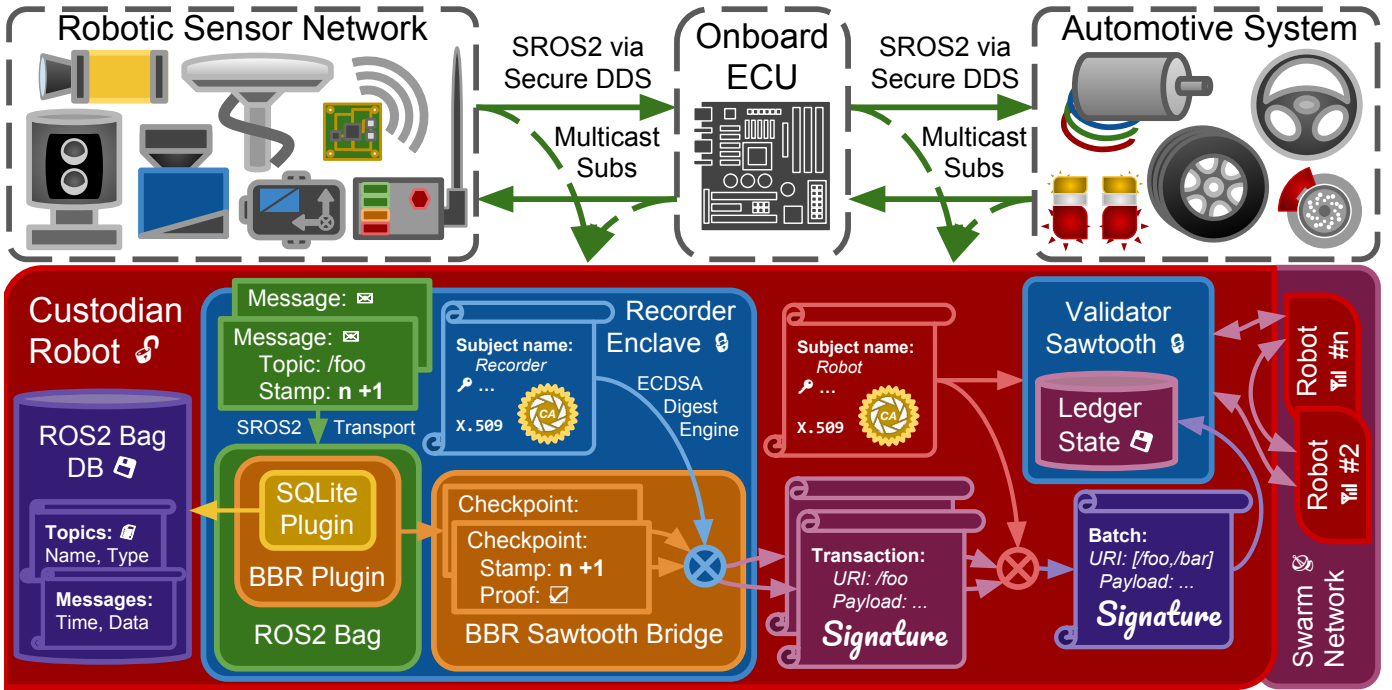 Robotic Sensor Network
SROS2 via
Secure DDS
Multicast
Subs
Onboard
ECU
SROS2 via
Secure DDS
Multicast
Subs
Automotive System
Custodian
Robot
ROS2 Bag
DB
Topics:
Name, Type
Messages:
Time, Data
Message:
Message:
Topic: /foo
Stamp: n +1
SROS2 Transport
SQLite
Plugin
BBR Plugin
ROS2 Bag
Recorder
Enclave
Subject name:
Recorder
...
X.509
CA
ECDSA
Digest
Engine
Checkpoint:
Checkpoint:
Stamp: n +1
Proof:
BBR Sawtooth Bridge
Subject name:
Robot
...
X.509
CA
Transaction:
URI: /foo
Payload: ...
Signature
Validator
Sawtooth
Ledger
State
Batch:
URI: [/foo,/bar]
Payload: ...
Signature
Robot
#n
Robot
#2
Swarm
Network